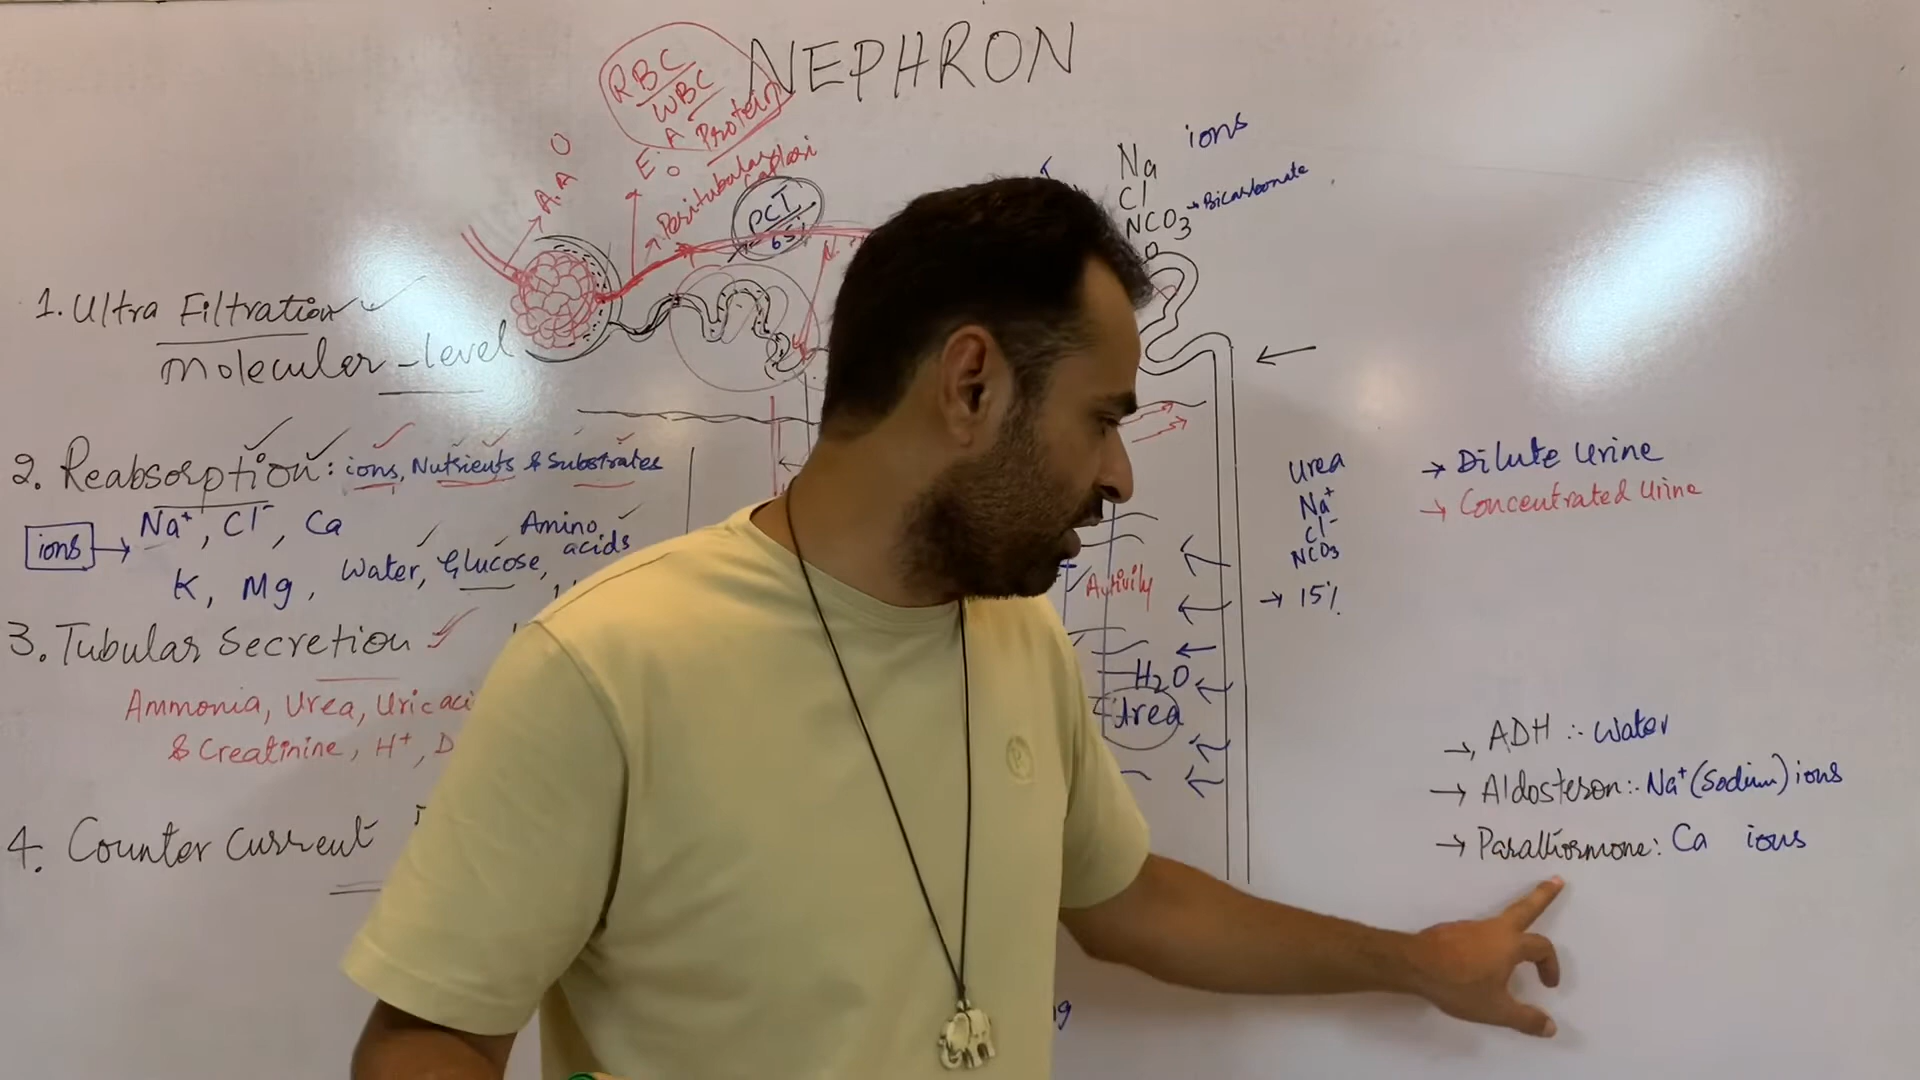 NEPHRON
RBC
WBC
Protein
A.A
E.A
Peritubular
PCT
65%
ions
Na
Cl
NCO3 → Bicarbonate
1. Ultra Filtration
Molecular-level
2. Reabsorption: ions, Nutrients & Substrates
ions → Na⁺, Cl⁻, Ca
K, Mg, Water, Glucose, Amino acids
3. Tubular Secretion
Ammonia, Urea, Uric aci
& Creatinine, H⁺, D
4. Counter Current
Activity
H2O
Urea
Urea
Na⁺
Cl⁻
NCO3
→ 15%
→ Dilute Urine
→ Concentrated Urine
→ ADH :. Water
→ Aldosteron:. Na⁺ (Sodium) ions
→ Parathormone: Ca ions